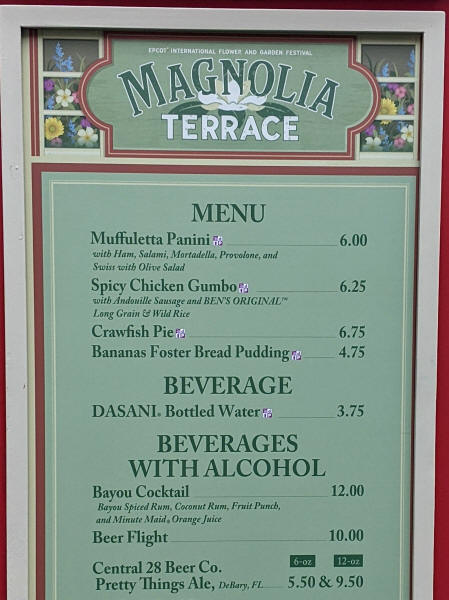 EPCOT® INTERNATIONAL FLOWER AND GARDEN FESTIVAL
MAGNOLIA
TERRACE
MENU
Muffuletta Panini 6.00
with Ham, Salami, Mortadella, Provolone, and
Swiss with Olive Salad
Spicy Chicken Gumbo 6.25
with Andouille Sausage and BEN'S ORIGINAL™
Long Grain & Wild Rice
Crawfish Pie 6.75
Bananas Foster Bread Pudding 4.75
BEVERAGE
DASANI® Bottled Water 3.75
BEVERAGES
WITH ALCOHOL
Bayou Cocktail 12.00
Bayou Spiced Rum, Coconut Rum, Fruit Punch,
and Minute Maid® Orange Juice
Beer Flight 10.00
6-oz 12-oz
Central 28 Beer Co.
Pretty Things Ale, DeBary, FL 5.50 & 9.50